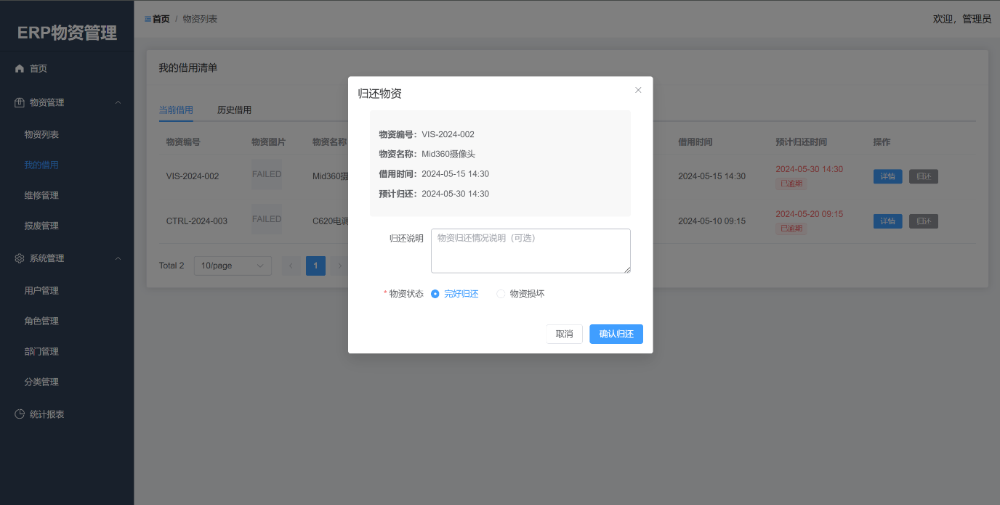 ERP物资管理
首页
物资管理
物资列表
我的借用
维修管理
报废管理
系统管理
用户管理
角色管理
部门管理
分类管理
统计报表
首页 / 物资列表
欢迎，管理员
我的借用清单
当前借用 历史借用
物资编号 物资图片 物资名称 借用时间 预计归还时间 操作
VIS-2024-002 FAILED Mid360摄 2024-05-15 14:30 2024-05-30 14:30 已逾期 详情 归还
CTRL-2024-003 FAILED C620电调 2024-05-10 09:15 2024-05-20 09:15 已逾期 详情 归还
Total 2 10/page 1
归还物资
物资编号：VIS-2024-002
物资名称：Mid360摄像头
借用时间：2024-05-15 14:30
预计归还：2024-05-30 14:30
归还说明 物资归还情况说明（可选）
* 物资状态 完好归还 物资损坏
取消 确认归还